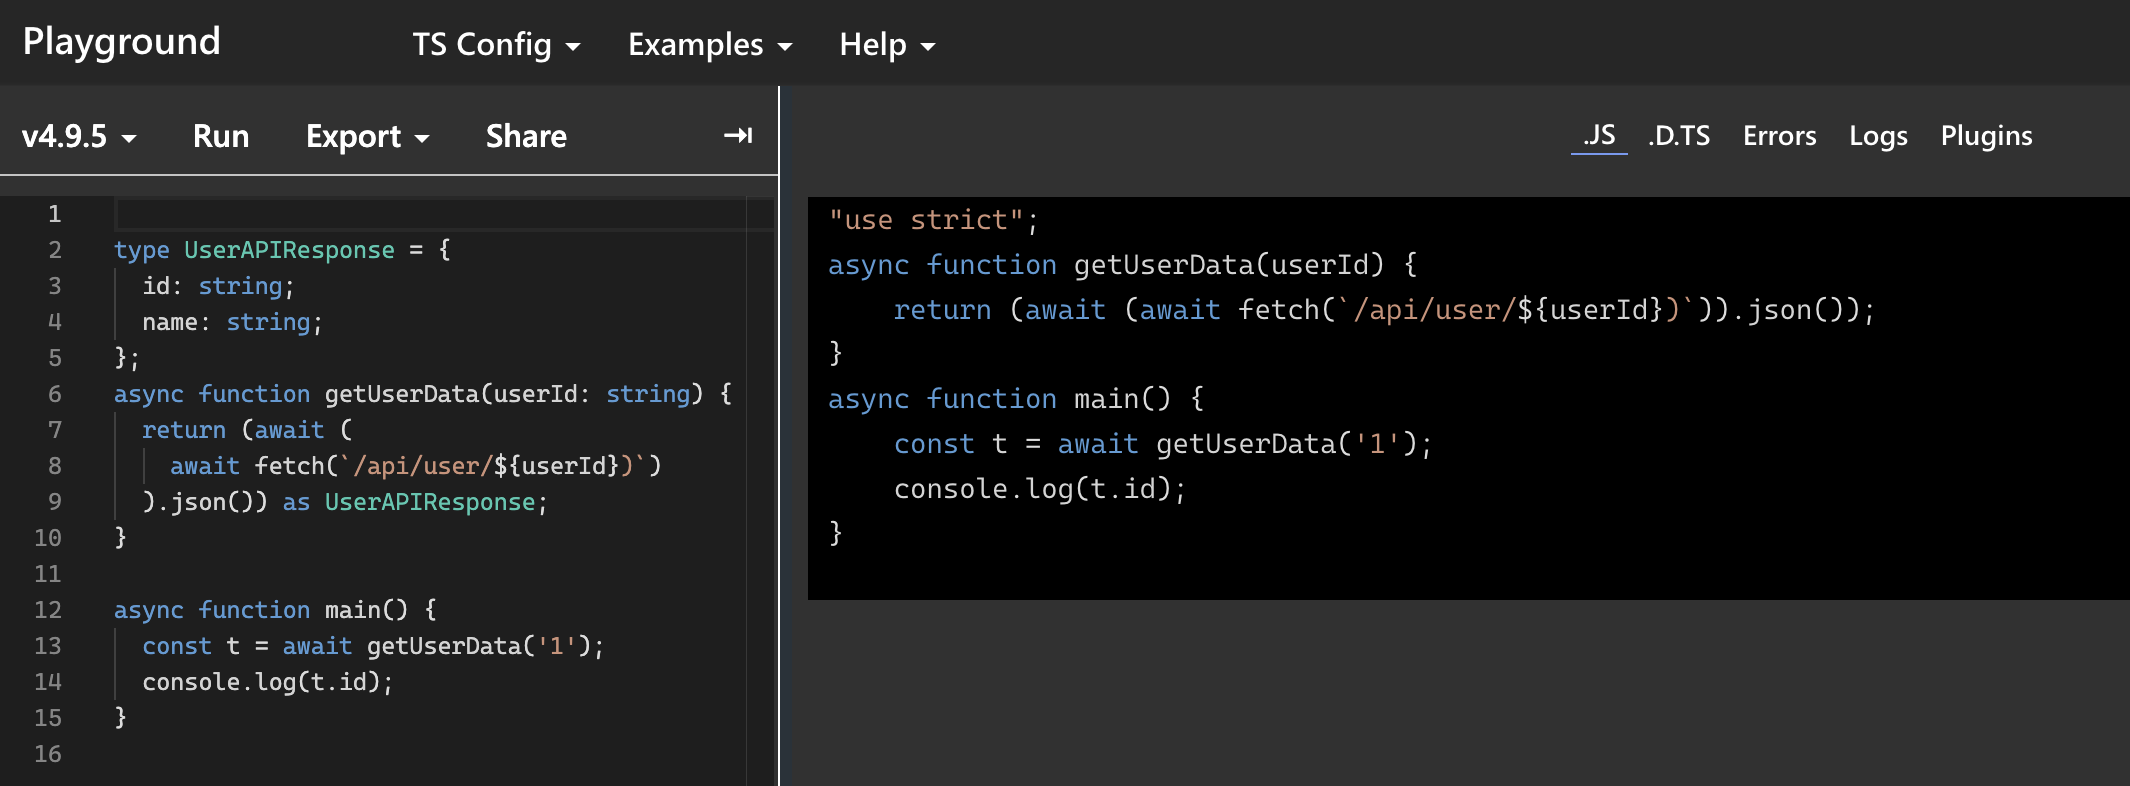 Playground TS Config Examples Help
v4.9.5 Run Export Share
.JS .D.TS Errors Logs Plugins
1
2 type UserAPIResponse = {
3   id: string;
4   name: string;
5 };
6 async function getUserData(userId: string) {
7   return (await (
8     await fetch(`/api/user/${userId})`)
9   ).json()) as UserAPIResponse;
10 }
11
12 async function main() {
13   const t = await getUserData('1');
14   console.log(t.id);
15 }
16
"use strict";
async function getUserData(userId) {
    return (await (await fetch(`/api/user/${userId})`)).json());
}
async function main() {
    const t = await getUserData('1');
    console.log(t.id);
}